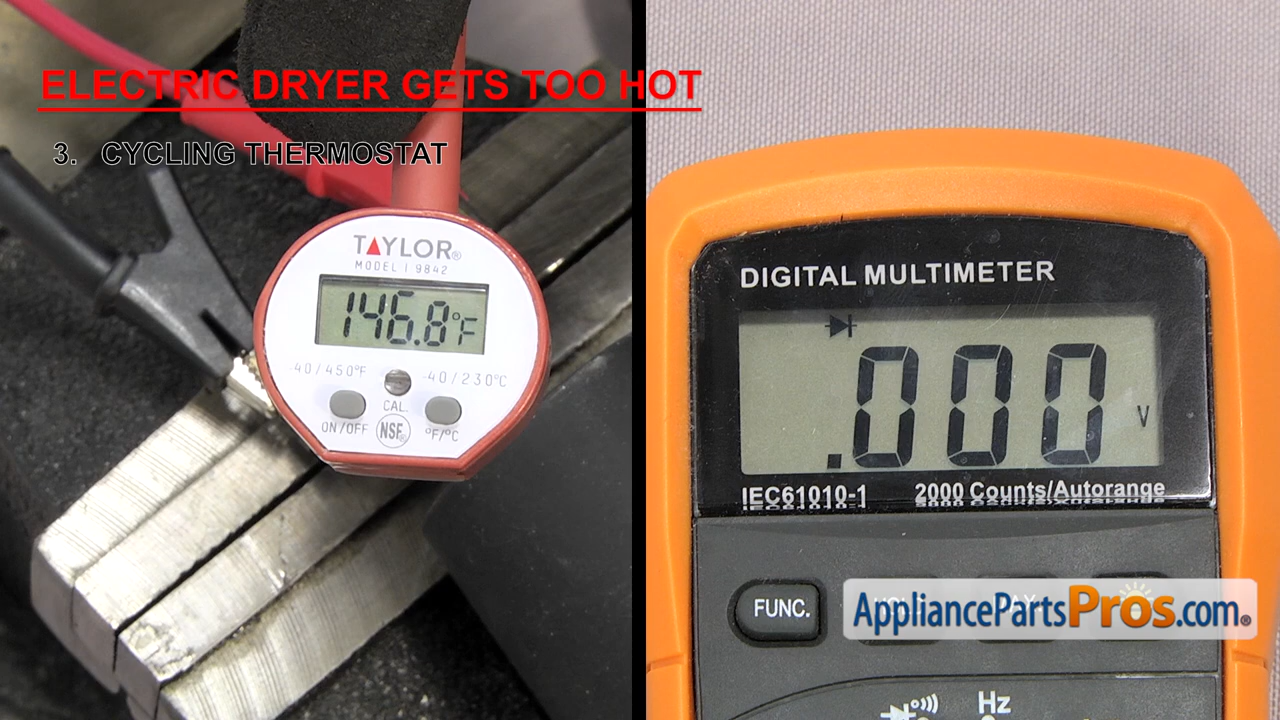 ELECTRIC DRYER GETS TOO HOT
3. CYCLING THERMOSTAT
TAYLOR®
MODEL 9842
146.8°F
-40/450°F
-40/230°C
CAL.
ON/OFF
NSF®
°F/°C
DIGITAL MULTIMETER
.000 V
IEC61010-1
2000 Counts/Autorange
FUNC.
AppliancePartsPros.com®
Hz